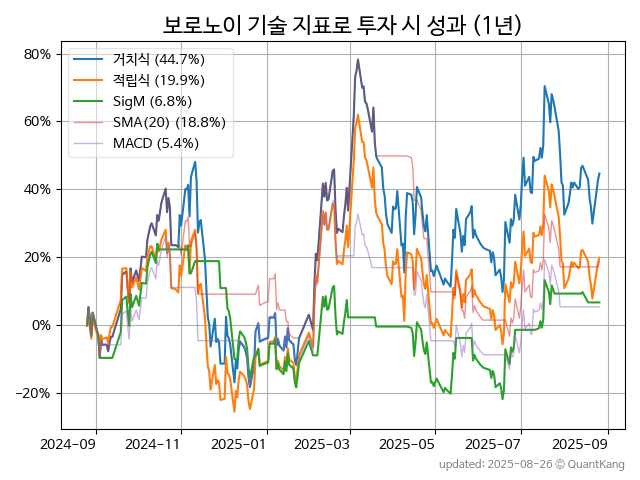 보로노이 기술 지표로 투자 시 성과 (1년)
80%
60%
40%
20%
0%
−20%
거치식 (44.7%)
적립식 (19.9%)
SigM (6.8%)
SMA(20) (18.8%)
MACD (5.4%)
2024-09 2024-11 2025-01 2025-03 2025-05 2025-07 2025-09
updated: 2025-08-26 © QuantKang